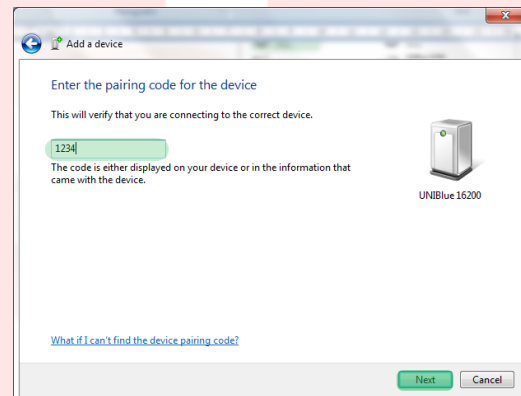 Add a device
Enter the pairing code for the device
This will verify that you are connecting to the correct device.
1234
The code is either displayed on your device or in the information that
came with the device.
UNIBlue 16200
What if I can't find the device pairing code?
Next
Cancel